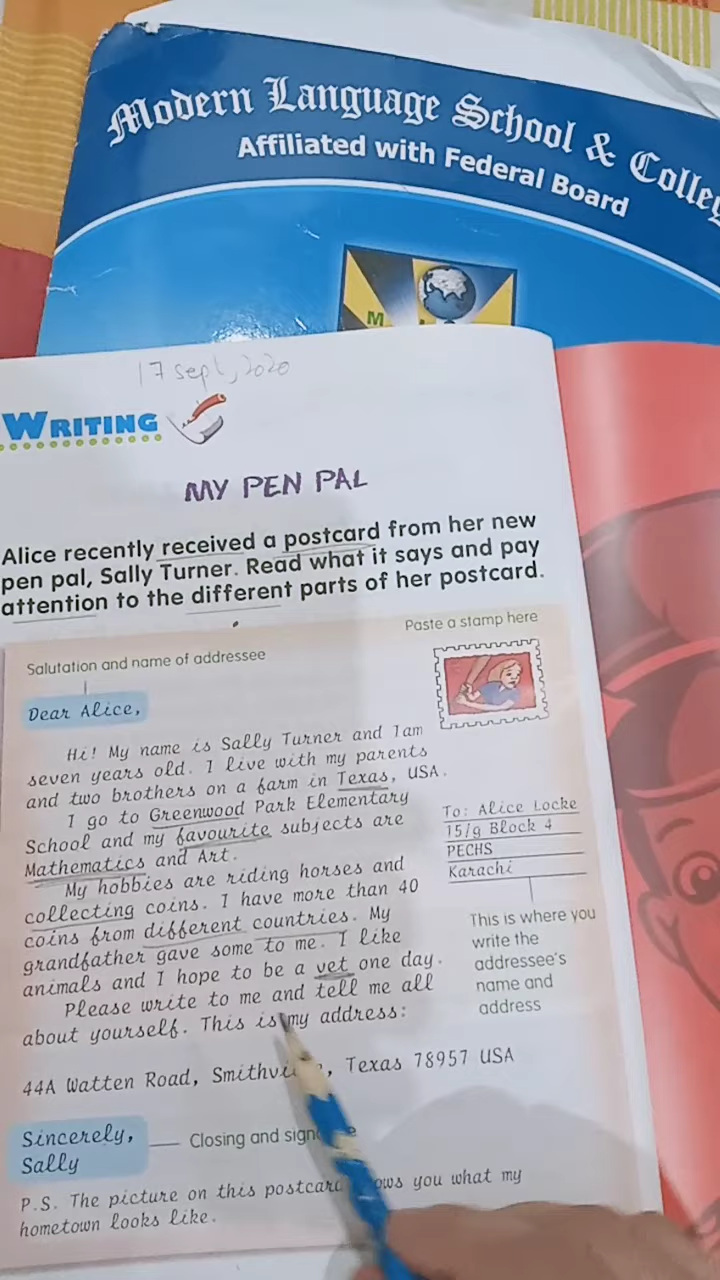 Modern Language School & Colleg
Affiliated with Federal Board
M
17 sept, 2020
WRITING
MY PEN PAL
Alice recently received a postcard from her new
pen pal, Sally Turner. Read what it says and pay
attention to the different parts of her postcard.
Paste a stamp here
Salutation and name of addressee
Dear Alice,
Hi! My name is Sally Turner and I am
seven years old. I live with my parents
and two brothers on a farm in Texas, USA.
I go to Greenwood Park Elementary
School and my favourite subjects are
Mathematics and Art.
My hobbies are riding horses and
collecting coins. I have more than 40
coins from different countries. My
grandfather gave some to me. I like
animals and I hope to be a vet one day.
Please write to me and tell me all
about yourself. This is my address:
44A Watten Road, Smithvi , Texas 78957 USA
To: Alice Locke
15/g Block 4
PECHS
Karachi
This is where you
write the
addressee's
name and
address
Sincerely,
Sally
Closing and sign e
P.S. The picture on this postcard ows you what my
hometown looks like.